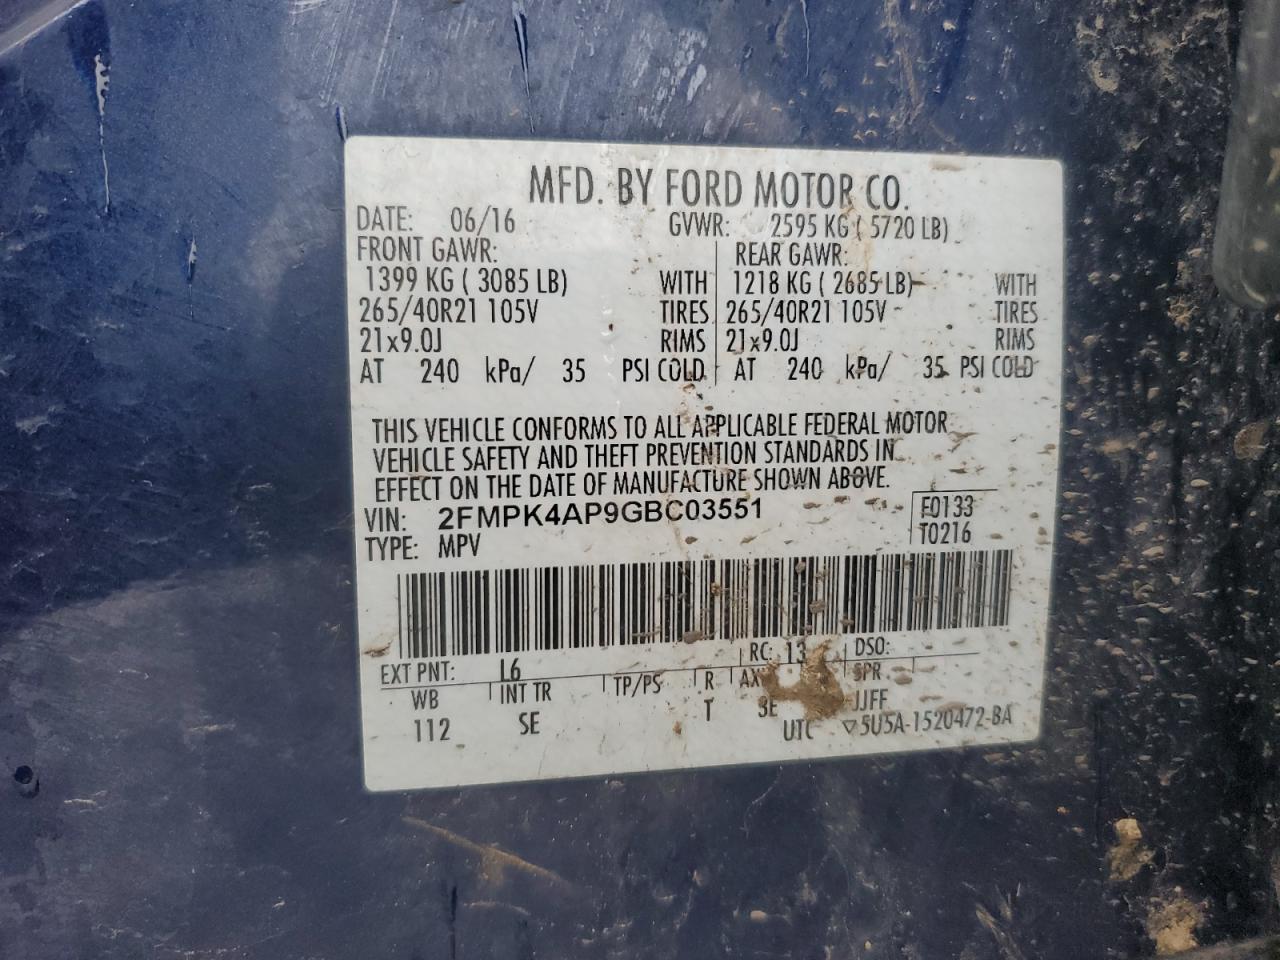 MFD. BY FORD MOTOR CO.
DATE: 06/16 GVWR: 2595 KG ( 5720 LB)
FRONT GAWR: REAR GAWR:
1399 KG ( 3085 LB) WITH 1218 KG ( 2685 LB) WITH
265/40R21 105V TIRES 265/40R21 105V TIRES
21x9.0J RIMS 21x9.0J RIMS
AT 240 kPa/ 35 PSI COLD AT 240 kPa/ 35 PSI COLD
THIS VEHICLE CONFORMS TO ALL APPLICABLE FEDERAL MOTOR
VEHICLE SAFETY AND THEFT PREVENTION STANDARDS IN
EFFECT ON THE DATE OF MANUFACTURE SHOWN ABOVE.
VIN: 2FMPK4AP9GBC03551 F0133
TYPE: MPV T0216
EXT PNT: L6 RC: 13 DSO:
WB INT TR TP/PS R SPR
112 SE T 3E JJFF
UTC ▽5U5A-1520472-BA